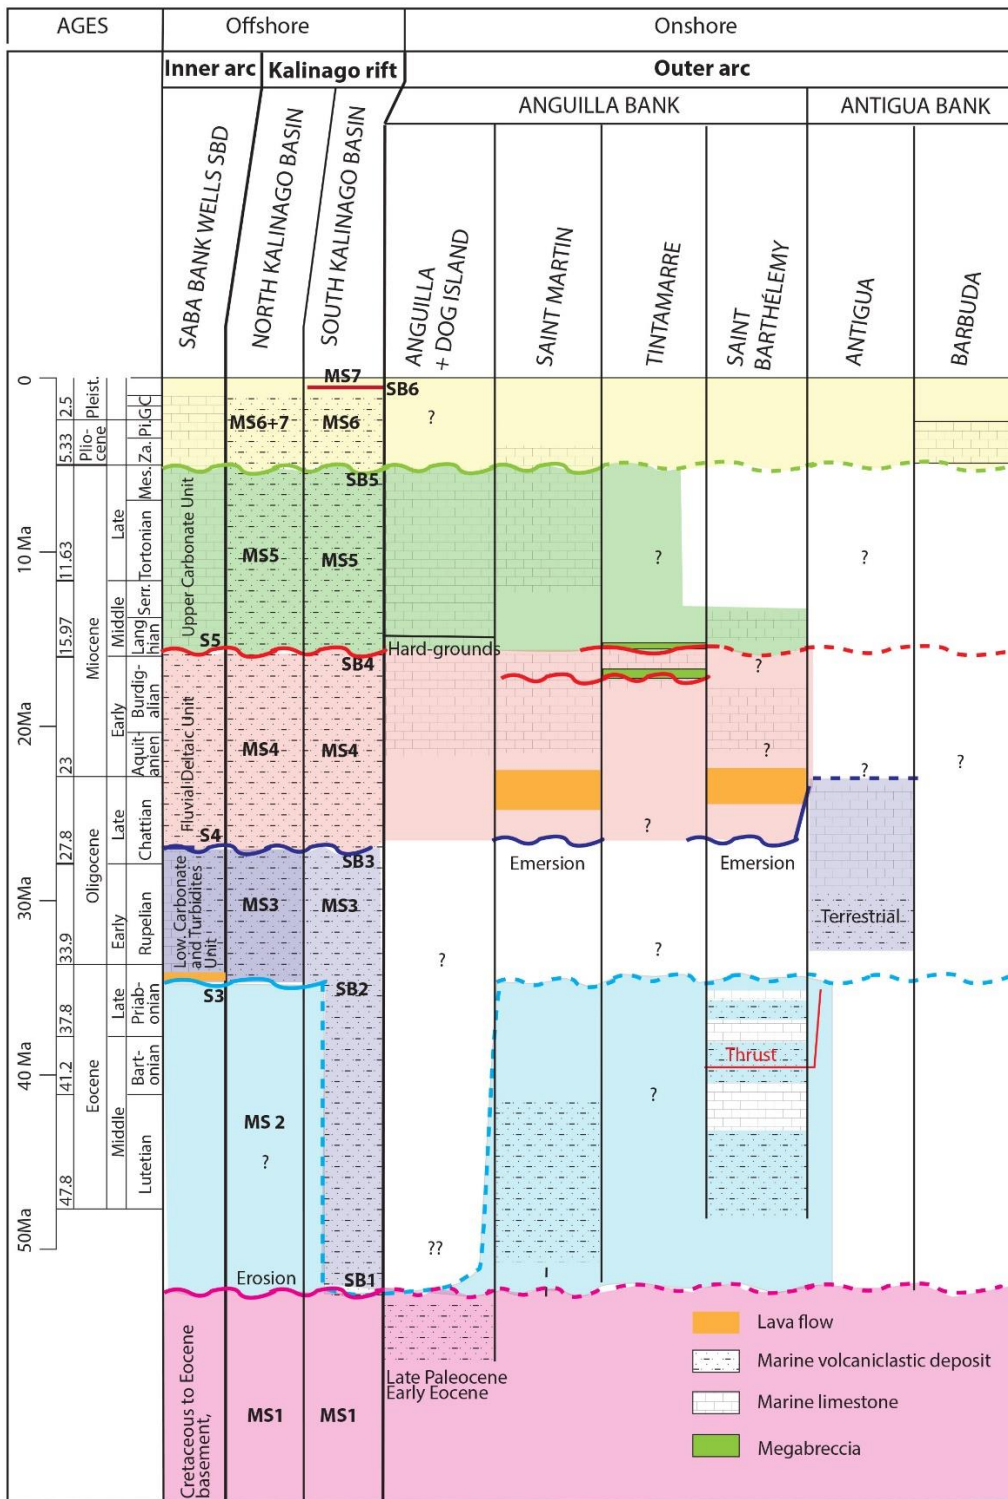 AGES
Offshore
Onshore
Inner arc
Kalinago rift
Outer arc
ANGUILLA BANK
ANTIGUA BANK
SABA BANK WELLS SBD
NORTH KALINAGO BASIN
SOUTH KALINAGO BASIN
ANGUILLA
+ DOG ISLAND
SAINT MARTIN
TINTAMARRE
SAINT
BARTHÉLEMY
ANTIGUA
BARBUDA
0
10 Ma
20Ma
30Ma
40 Ma
50Ma
2.5
5.33
11.63
15.97
23
27.8
33.9
37.8
41.2
47.8
Pleist.
Plio-
cene
Miocene
Oligocene
Eocene
Late
Middle
Early
Late
Early
Late
Middle
GC
Pi.
Za.
Mes.
Tortonian
Serr.
Lang
hian
Burdig-
alian
Aquit-
anien
Chattian
Rupelian
Priab-
onian
Bart-
onian
Lutetian
MS7
SB6
MS6+7
MS6
?
SB5
Upper Carbonate Unit
MS5
MS5
?
?
S5
SB4
Hard-grounds
?
?
Fluvial-Deltaic Unit
MS4
MS4
?
?
?
S4
SB3
Emersion
Emersion
Low. Carbonate
and Turbidites
Unit
MS3
MS3
Terrestrial
?
?
S3
SB2
Thrust
?
MS 2
?
??
Erosion
SB1
Cretaceous to Eocene
basement,
MS1
MS1
Late Paleocene
Early Eocene
Lava flow
Marine volcaniclastic deposit
Marine limestone
Megabreccia